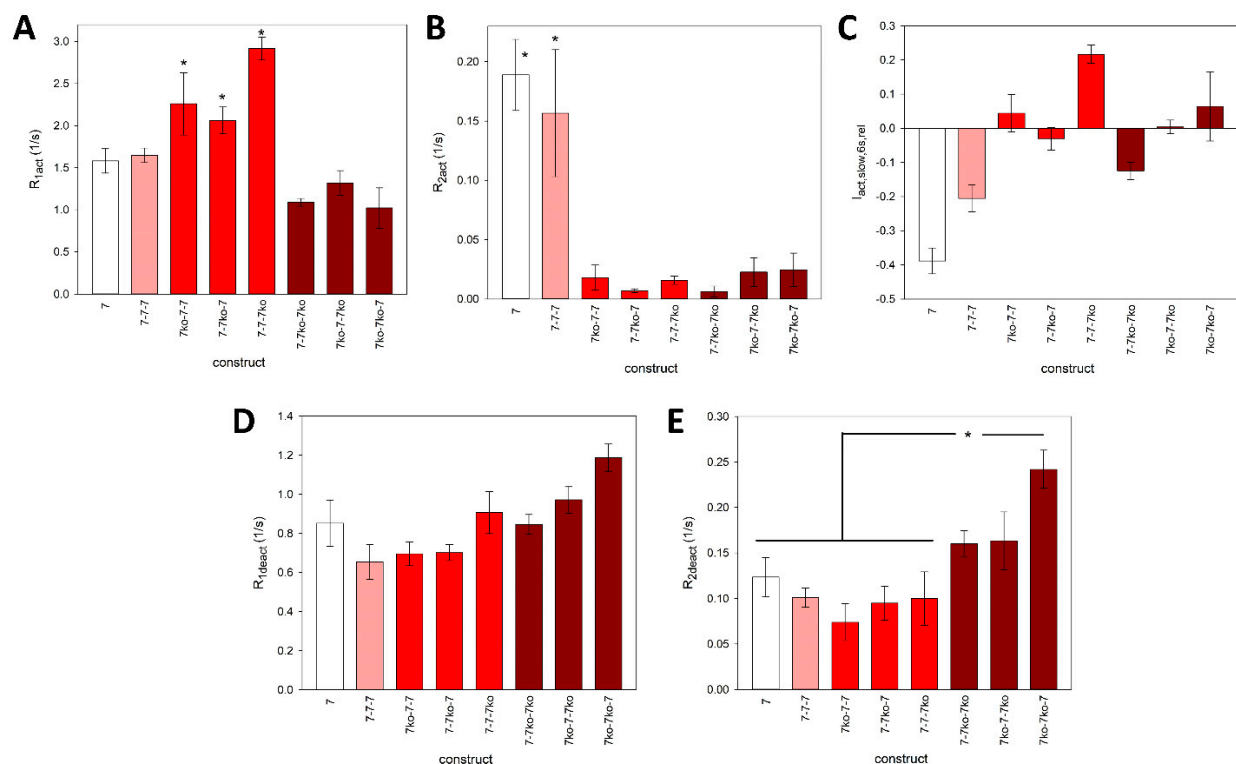 A
R1act (1/s)
3.0
2.5
2.0
1.5
1.0
0.5
0.0
*
*
*
7
7-7-7
7ko-7-7
7-7ko-7
7-7-7ko
7-7ko-7ko
7ko-7-7ko
7ko-7ko-7
construct
B
R2act (1/s)
0.20
0.15
0.10
0.05
0.00
*
*
7
7-7-7
7ko-7-7
7-7ko-7
7-7-7ko
7-7ko-7ko
7ko-7-7ko
7ko-7ko-7
construct
C
Iact,slow,6s,rel
0.3
0.2
0.1
0.0
-0.1
-0.2
-0.3
-0.4
-0.5
7
7-7-7
7ko-7-7
7-7ko-7
7-7-7ko
7-7ko-7ko
7ko-7-7ko
7ko-7ko-7
construct
D
R1deact (1/s)
1.4
1.2
1.0
0.8
0.6
0.4
0.2
0.0
7
7-7-7
7ko-7-7
7-7ko-7
7-7-7ko
7-7ko-7ko
7ko-7-7ko
7ko-7ko-7
construct
E
R2deact (1/s)
0.30
0.25
0.20
0.15
0.10
0.05
0.00
*
7
7-7-7
7ko-7-7
7-7ko-7
7-7-7ko
7-7ko-7ko
7ko-7-7ko
7ko-7ko-7
construct